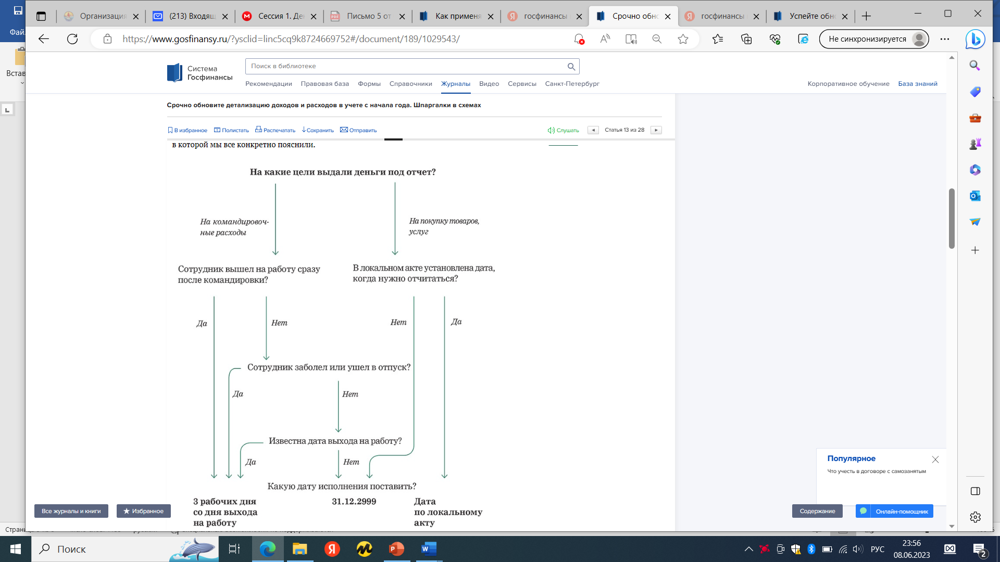 Организация
(213) Входящ
Сессия 1. Де
Письмо 5 от
Как применя
госфинансы
Срочно обно
госфинансы
Успейте обн
Фай
https://www.gosfinansy.ru/?ysclid=linc5cq9k8724669752#/document/189/1029543/
Не синхронизируется
Встав
Система
Госфинансы
Поиск в библиотеке
Рекомендации Правовая база Формы Справочники Журналы Видео Сервисы Санкт-Петербург
Корпоративное обучение База знаний
Срочно обновите детализацию доходов и расходов в учете с начала года. Шпаргалки в схемах
В избранное Полистать Распечатать Сохранить Отправить
Слушать Статья 13 из 28
в которой мы все конкретно пояснили.
На какие цели выдали деньги под отчет?
На командировоч-
ные расходы
На покупку товаров,
услуг
Сотрудник вышел на работу сразу
после командировки?
В локальном акте установлена дата,
когда нужно отчитаться?
Да
Нет
Нет
Да
Сотрудник заболел или ушел в отпуск?
Да
Нет
Известна дата выхода на работу?
Да
Нет
Какую дату исполнения поставить?
3 рабочих дня
со дня выхода
на работу
31.12.2999
Дата
по локальному
акту
Популярное
Что учесть в договоре с самозанятым
Все журналы и книги
Избранное
Содержание
Онлайн-помощник
Поиск
РУС
23:56
08.06.2023
2